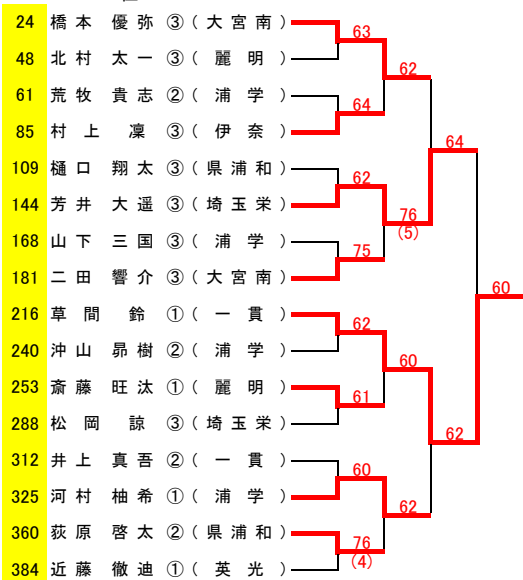 24 橋本 優弥 ③ ( 大宮南 )
63
48 北村 太一 ③ ( 麗明 )
62
61 荒牧 貴志 ② ( 浦学 )
64
85 村上 凜 ③ ( 伊奈 )
64
109 樋口 翔太 ③ ( 県浦和 )
62
144 芳井 大遥 ③ ( 埼玉栄 )
76
(5)
168 山下 三国 ③ ( 浦学 )
75
181 二田 響介 ③ ( 大宮南 )
60
216 草間 鈴 ① ( 一貫 )
62
240 沖山 昴樹 ② ( 浦学 )
60
253 斎藤 旺汰 ① ( 麗明 )
61
288 松岡 諒 ③ ( 埼玉栄 )
62
312 井上 真吾 ② ( 一貫 )
60
325 河村 柚希 ① ( 浦学 )
62
360 荻原 啓太 ② ( 県浦和 )
76
(4)
384 近藤 徹迪 ① ( 英光 )